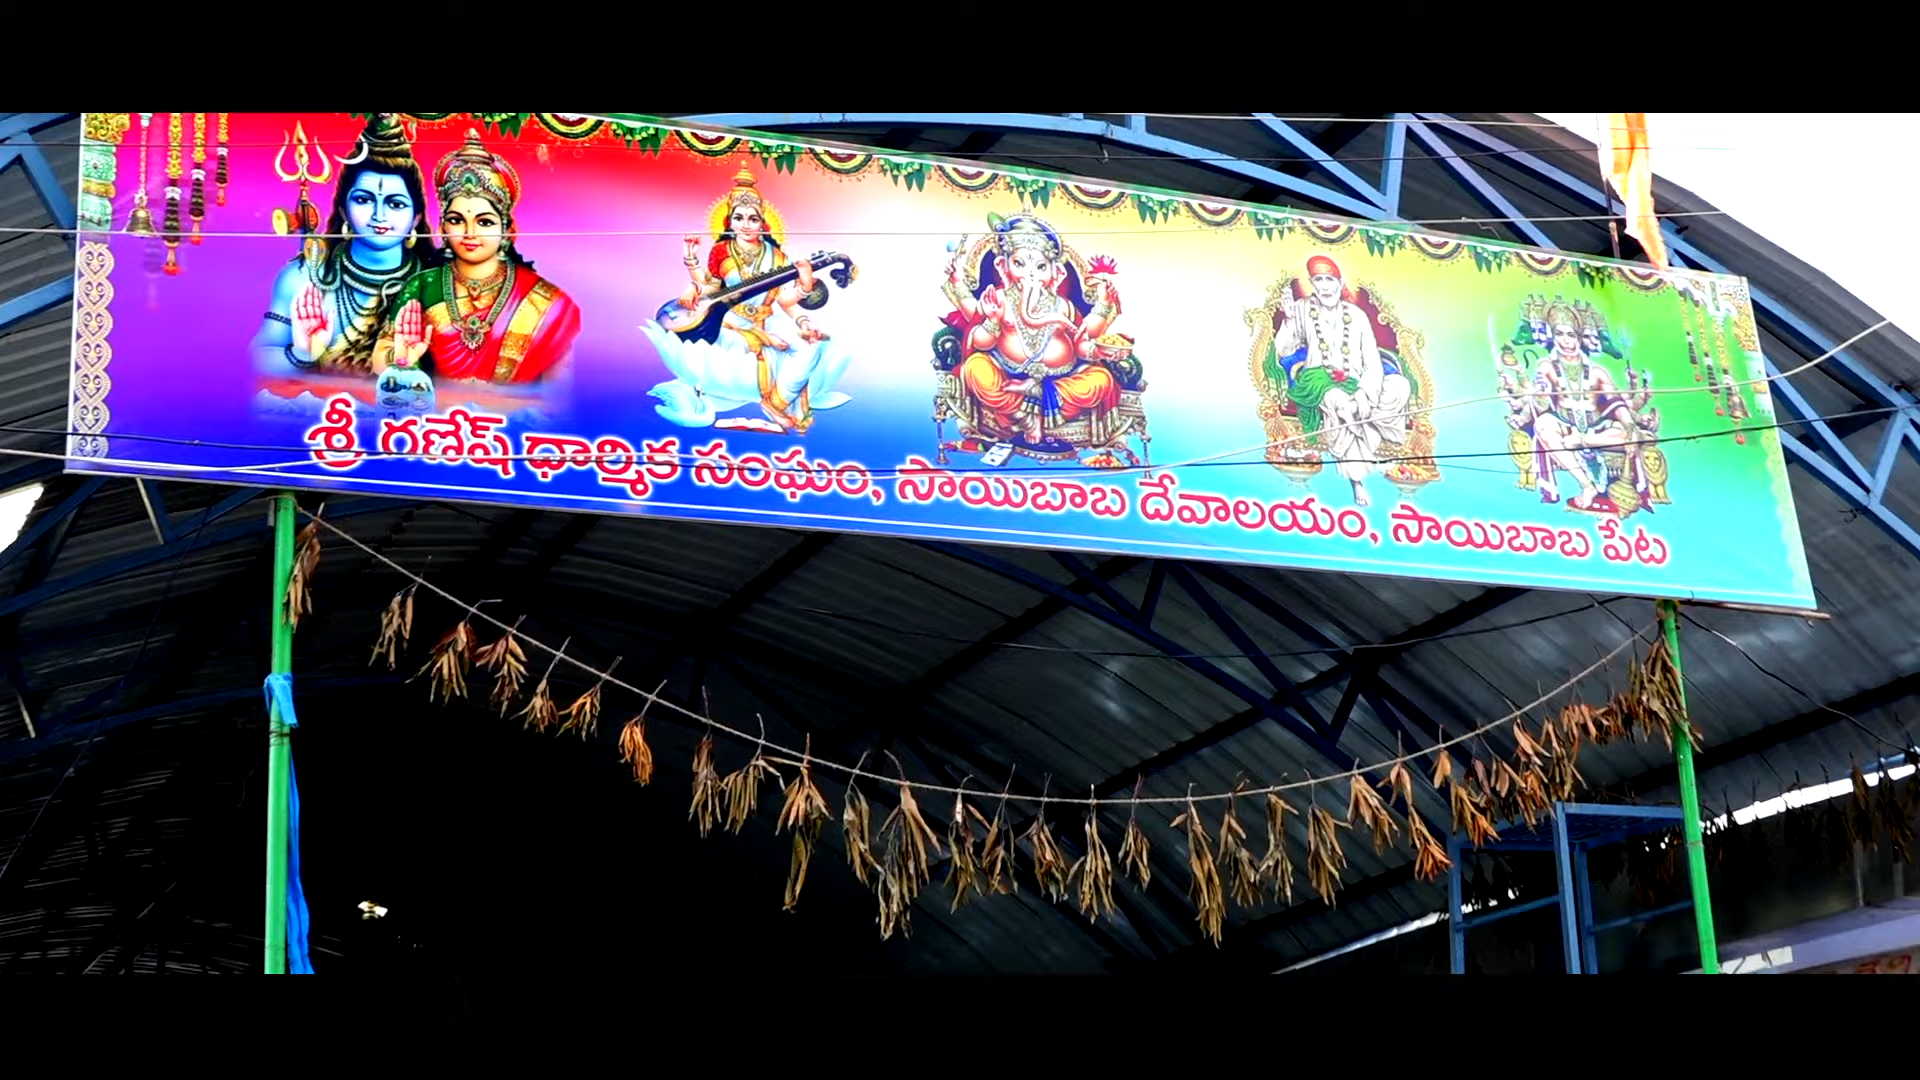 శ్రీ గణేష్ ధార్మిక సంఘం, సాయిబాబ దేవాలయం, సాయిబాబ పేట